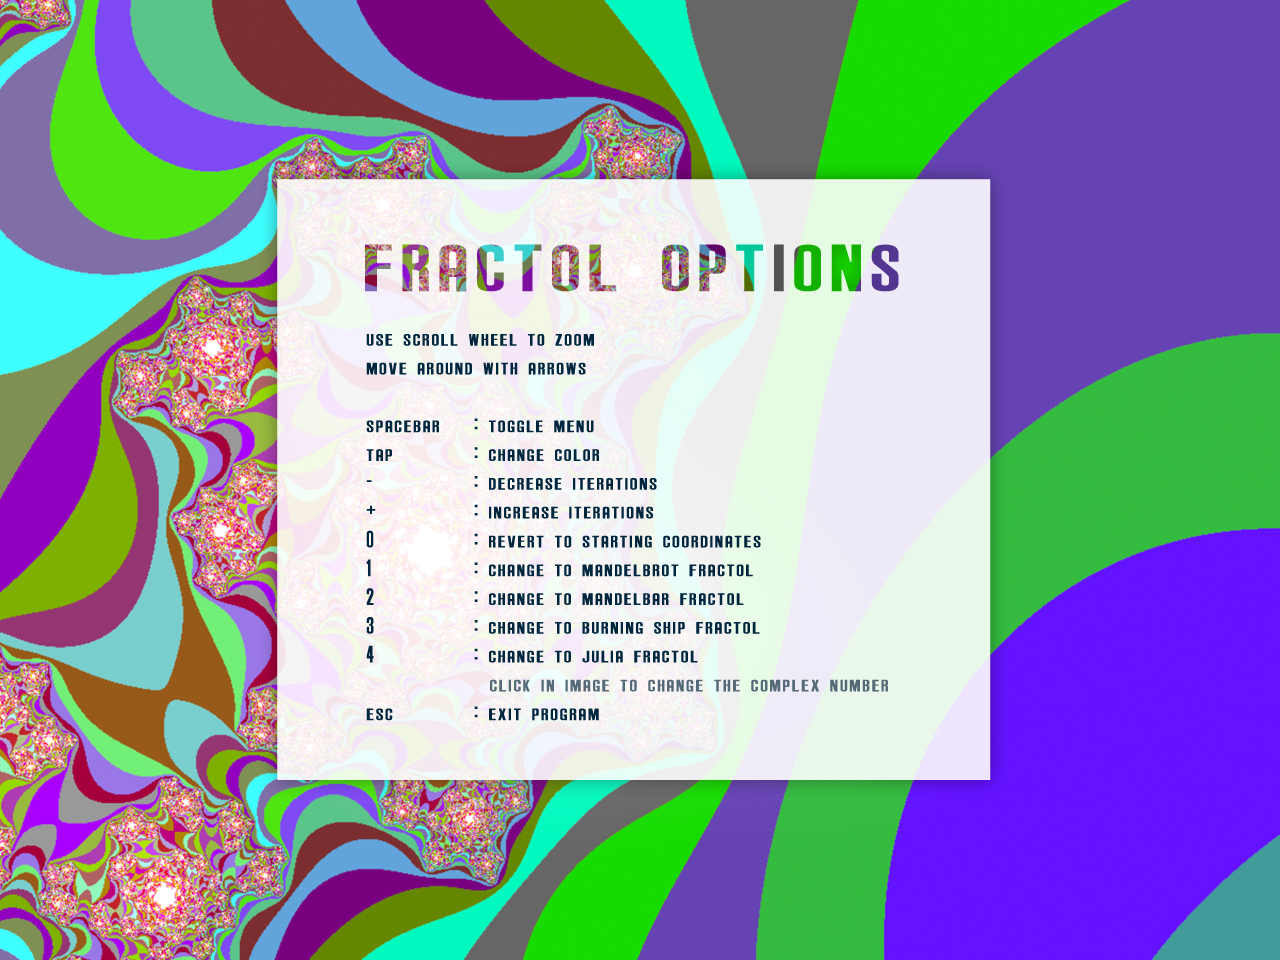 FRACTOL OPTIONS
USE SCROLL WHEEL TO ZOOM
MOVE AROUND WITH ARROWS
SPACEBAR : TOGGLE MENU
TAP : CHANGE COLOR
- : DECREASE ITERATIONS
+ : INCREASE ITERATIONS
0 : REVERT TO STARTING COORDINATES
1 : CHANGE TO MANDELBROT FRACTOL
2 : CHANGE TO MANDELBAR FRACTOL
3 : CHANGE TO BURNING SHIP FRACTOL
4 : CHANGE TO JULIA FRACTOL
CLICK IN IMAGE TO CHANGE THE COMPLEX NUMBER
ESC : EXIT PROGRAM